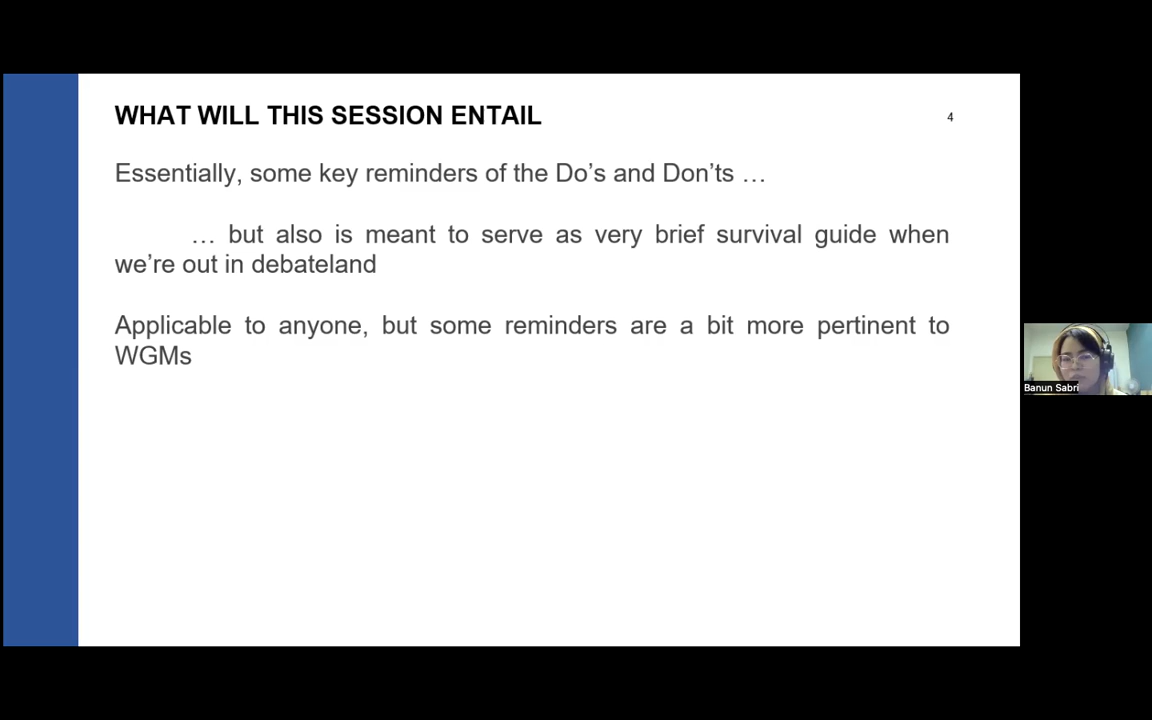 WHAT WILL THIS SESSION ENTAIL
4
Essentially, some key reminders of the Do’s and Don’ts …
… but also is meant to serve as very brief survival guide when
we’re out in debateland
Applicable to anyone, but some reminders are a bit more pertinent to
WGMs
Banun Sabri